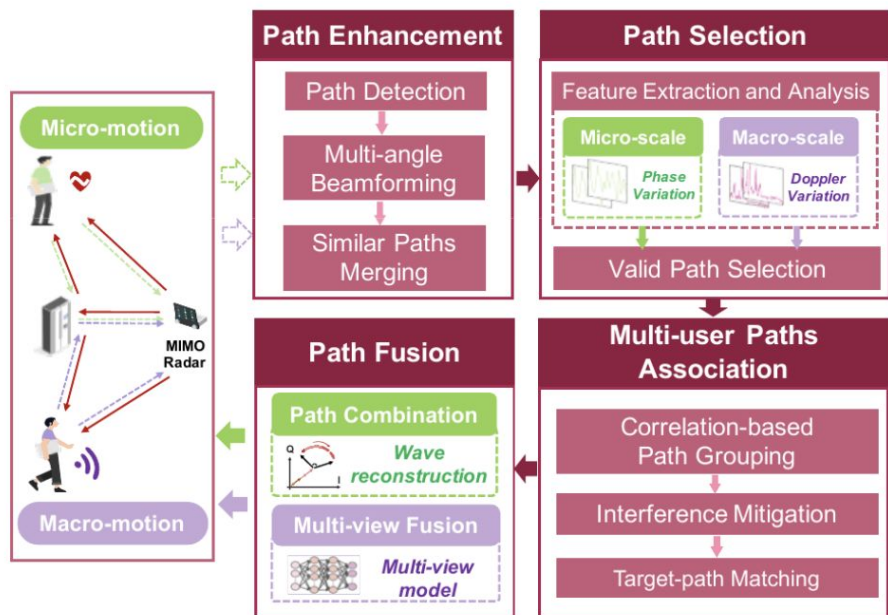 Micro-motion
MIMO
Radar
Macro-motion
Path Enhancement
Path Detection
Multi-angle
Beamforming
Similar Paths
Merging
Path Selection
Feature Extraction and Analysis
Micro-scale
Phase
Variation
Macro-scale
Doppler
Variation
Valid Path Selection
Multi-user Paths
Association
Correlation-based
Path Grouping
Interference Mitigation
Target-path Matching
Path Fusion
Path Combination
Q
I
Wave
reconstruction
Multi-view Fusion
Multi-view
model